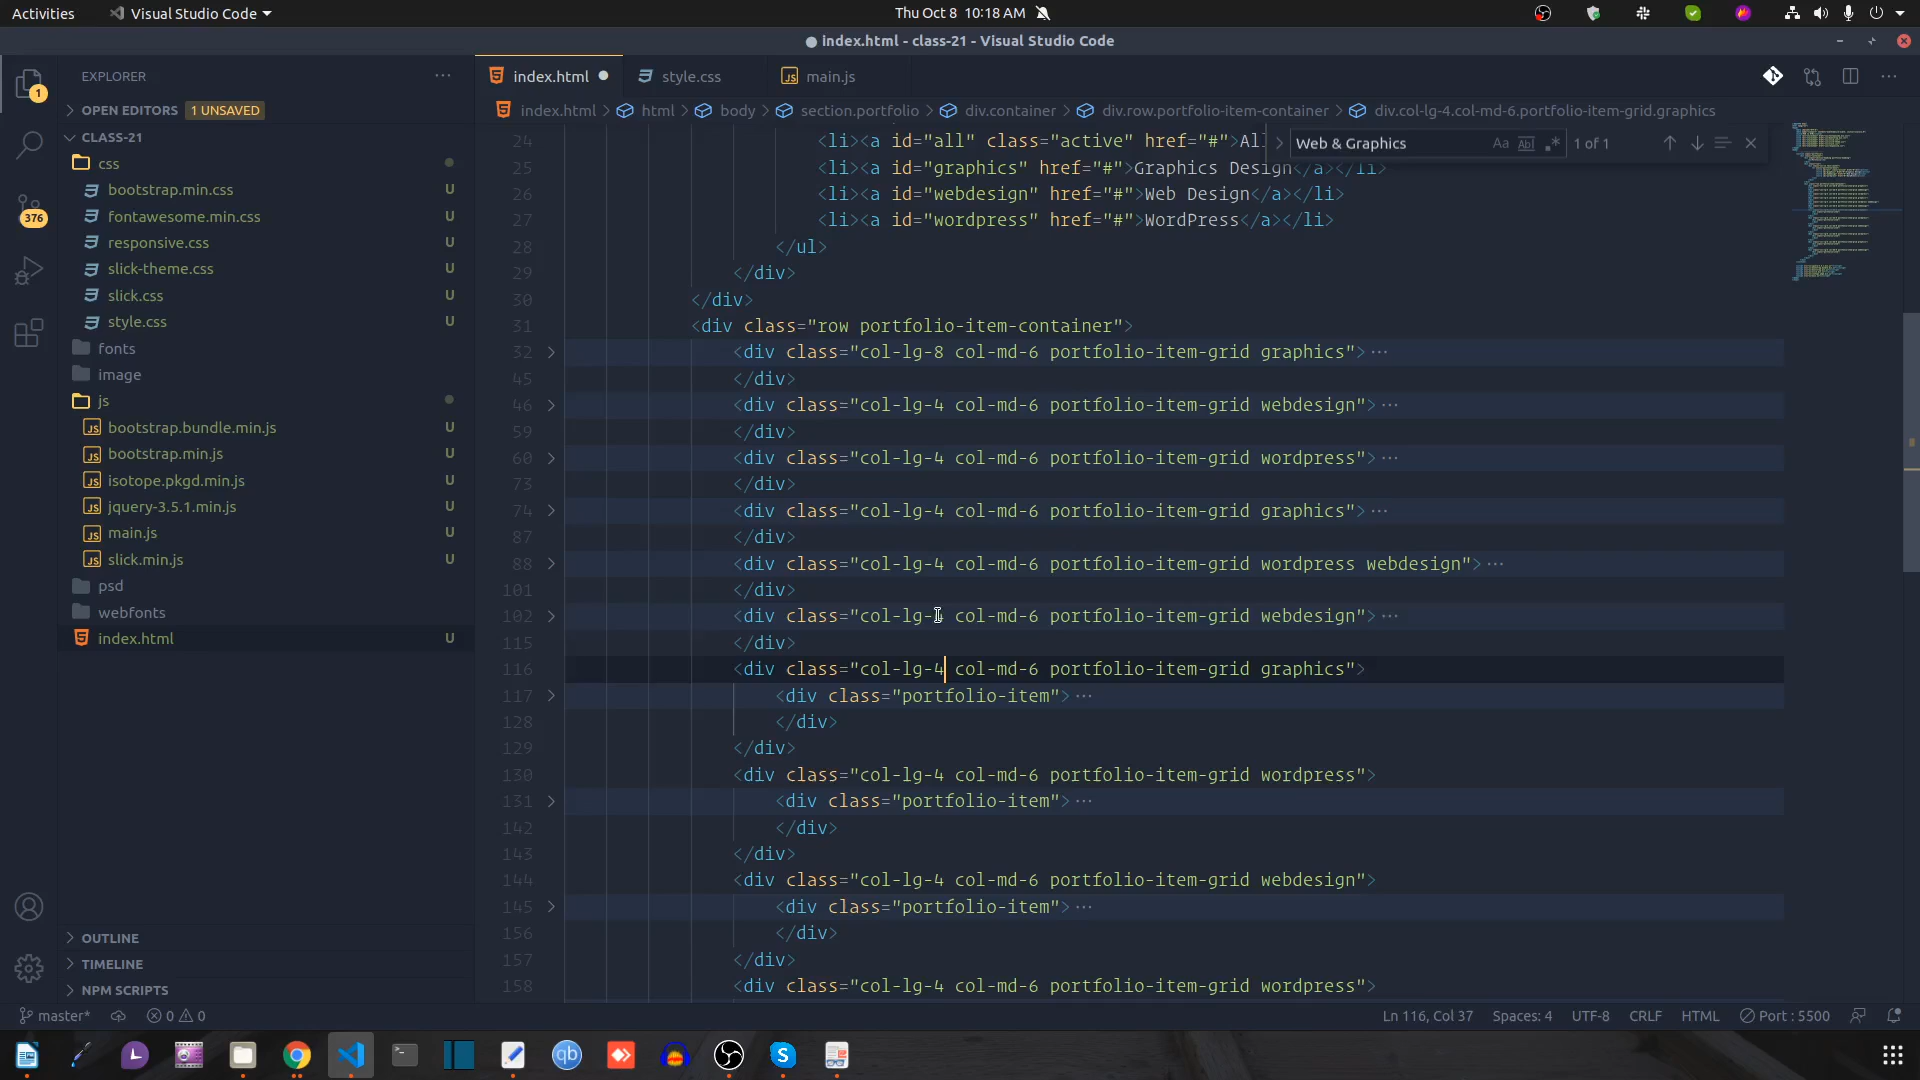 Activities
Visual Studio Code
Thu Oct 8 10:18 AM
index.html - class-21 - Visual Studio Code
1
EXPLORER
index.html
style.css
main.js
OPEN EDITORS 1 UNSAVED
index.html > html > body > section.portfolio > div.container > div.row.portfolio-item-container > div.col-lg-4.col-md-6.portfolio-item-grid.graphics
CLASS-21
css
bootstrap.min.css U
fontawesome.min.css U
responsive.css U
slick-theme.css U
slick.css U
style.css U
fonts
image
js
bootstrap.bundle.min.js U
bootstrap.min.js U
isotope.pkgd.min.js U
jquery-3.5.1.min.js U
main.js U
slick.min.js U
psd
webfonts
index.html U
376
OUTLINE
TIMELINE
NPM SCRIPTS
Web & Graphics Aa Abl .* 1 of 1
24 <li><a id="all" class="active" href="#">Al
25 <li><a id="graphics" href="#">Graphics Design</a></li>
26 <li><a id="webdesign" href="#">Web Design</a></li>
27 <li><a id="wordpress" href="#">WordPress</a></li>
28 </ul>
29 </div>
30 </div>
31 <div class="row portfolio-item-container">
32 <div class="col-lg-8 col-md-6 portfolio-item-grid graphics">···
45 </div>
46 <div class="col-lg-4 col-md-6 portfolio-item-grid webdesign">···
59 </div>
60 <div class="col-lg-4 col-md-6 portfolio-item-grid wordpress">···
73 </div>
74 <div class="col-lg-4 col-md-6 portfolio-item-grid graphics">···
87 </div>
88 <div class="col-lg-4 col-md-6 portfolio-item-grid wordpress webdesign">···
101 </div>
102 <div class="col-lg- col-md-6 portfolio-item-grid webdesign">···
115 </div>
116 <div class="col-lg-4 col-md-6 portfolio-item-grid graphics">
117 <div class="portfolio-item">···
128 </div>
129 </div>
130 <div class="col-lg-4 col-md-6 portfolio-item-grid wordpress">
131 <div class="portfolio-item">···
142 </div>
143 </div>
144 <div class="col-lg-4 col-md-6 portfolio-item-grid webdesign">
145 <div class="portfolio-item">···
156 </div>
157 </div>
158 <div class="col-lg-4 col-md-6 portfolio-item-grid wordpress">
master* 0 0 Ln 116, Col 37 Spaces: 4 UTF-8 CRLF HTML Port : 5500
qb